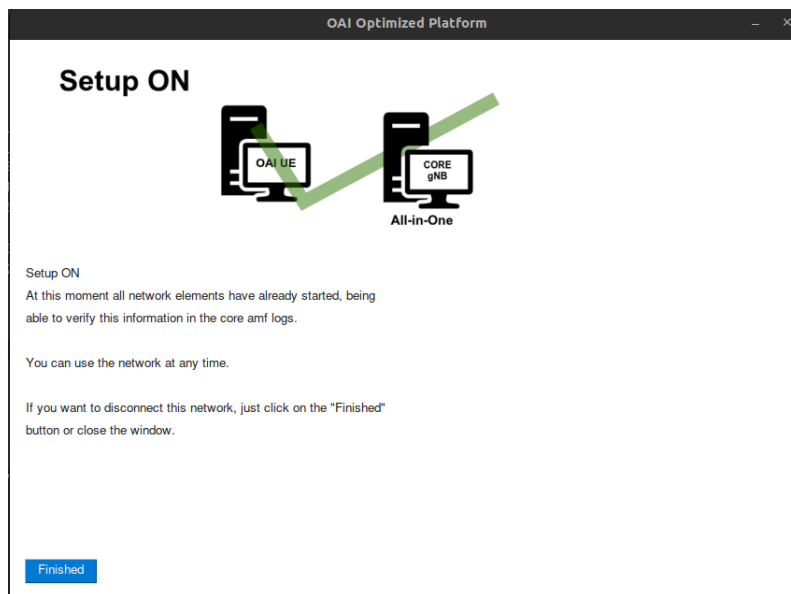 OAI Optimized Platform
Setup ON
OAI UE
CORE
gNB
All-in-One
Setup ON
At this moment all network elements have already started, being
able to verify this information in the core amf logs.
You can use the network at any time.
If you want to disconnect this network, just click on the "Finished"
button or close the window.
Finished